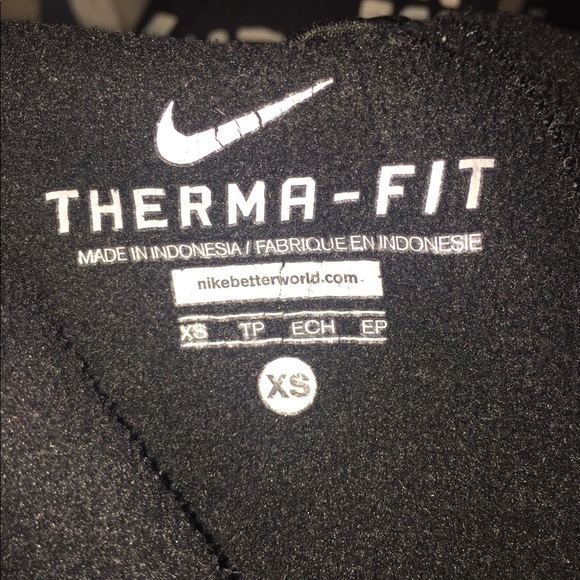 THERMA-FIT
MADE IN INDONESIA / FABRIQUE EN INDONESIE
nikebetterworld.com
XS TP ECH EP
XS